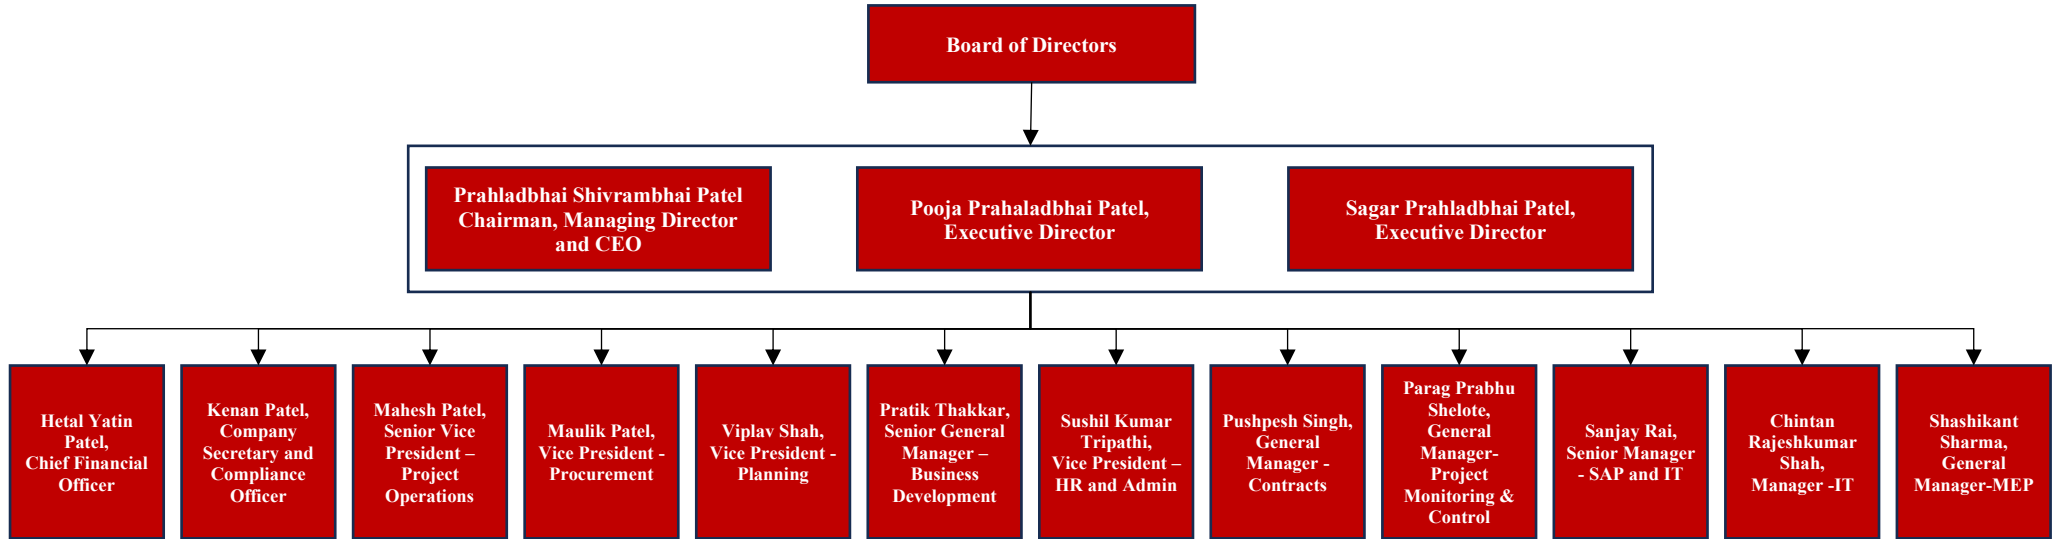 Board of Directors
Prahladbhai Shivrambhai Patel
Chairman, Managing Director
and CEO
Pooja Prahaladbhai Patel,
Executive Director
Sagar Prahladbhai Patel,
Executive Director
Hetal Yatin
Patel,
Chief Financial
Officer
Kenan Patel,
Company
Secretary and
Compliance
Officer
Mahesh Patel,
Senior Vice
President –
Project
Operations
Maulik Patel,
Vice President -
Procurement
Viplav Shah,
Vice President -
Planning
Pratik Thakkar,
Senior General
Manager –
Business
Development
Sushil Kumar
Tripathi,
Vice President –
HR and Admin
Pushpesh Singh,
General
Manager -
Contracts
Parag Prabhu
Shelote,
General
Manager-
Project
Monitoring &
Control
Sanjay Rai,
Senior Manager
- SAP and IT
Chintan
Rajeshkumar
Shah,
Manager -IT
Shashikant
Sharma,
General
Manager-MEP